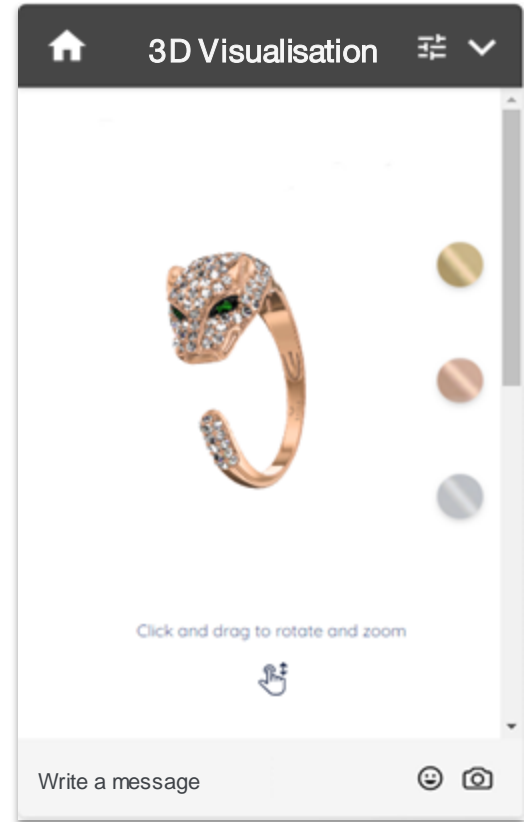 3D Visualisation
Click and drag to rotate and zoom
Write a message